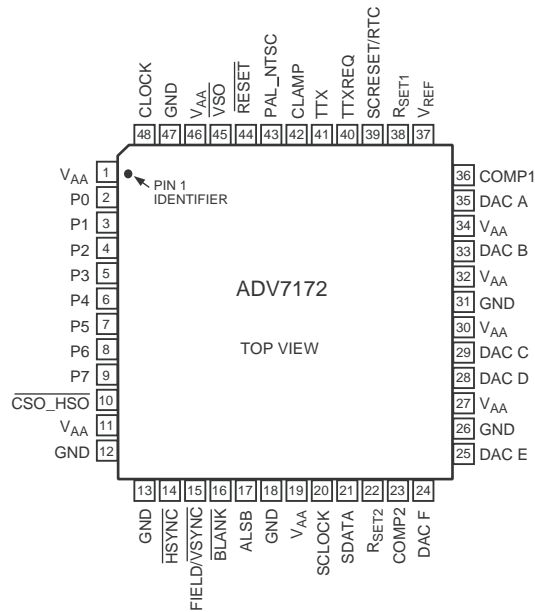 CLOCK
GND
VAA
VSO
RESET
PAL_NTSC
CLAMP
TTX
TTXREQ
SCRESET/RTC
RSET1
VREF
48 47 46 45 44 43 42 41 40 39 38 37
VAA 1
P0 2
P1 3
P2 4
P3 5
P4 6
P5 7
P6 8
P7 9
CSO_HSO 10
VAA 11
GND 12
PIN 1
IDENTIFIER
ADV7172
TOP VIEW
36 COMP1
35 DAC A
34 VAA
33 DAC B
32 VAA
31 GND
30 VAA
29 DAC C
28 DAC D
27 VAA
26 GND
25 DAC E
13 14 15 16 17 18 19 20 21 22 23 24
GND
HSYNC
FIELD/VSYNC
BLANK
ALSB
GND
VAA
SCLOCK
SDATA
RSET2
COMP2
DAC F